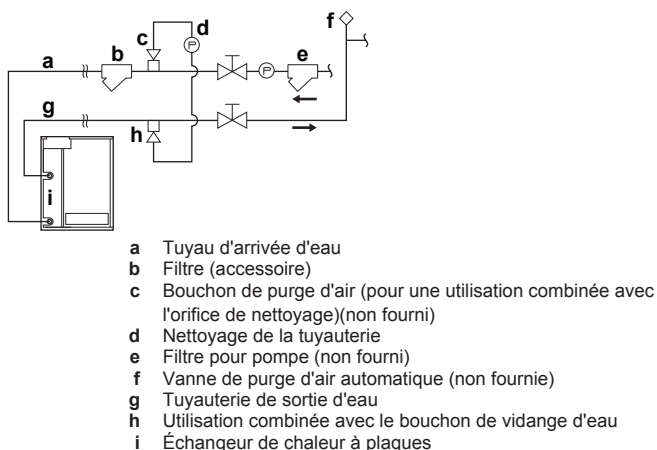 f
d
c
P
b
e
a
P
g
h
i
a Tuyau d'arrivée d'eau
b Filtre (accessoire)
c Bouchon de purge d'air (pour une utilisation combinée avec
l'orifice de nettoyage)(non fourni)
d Nettoyage de la tuyauterie
e Filtre pour pompe (non fourni)
f Vanne de purge d'air automatique (non fournie)
g Tuyauterie de sortie d'eau
h Utilisation combinée avec le bouchon de vidange d'eau
i Échangeur de chaleur à plaques